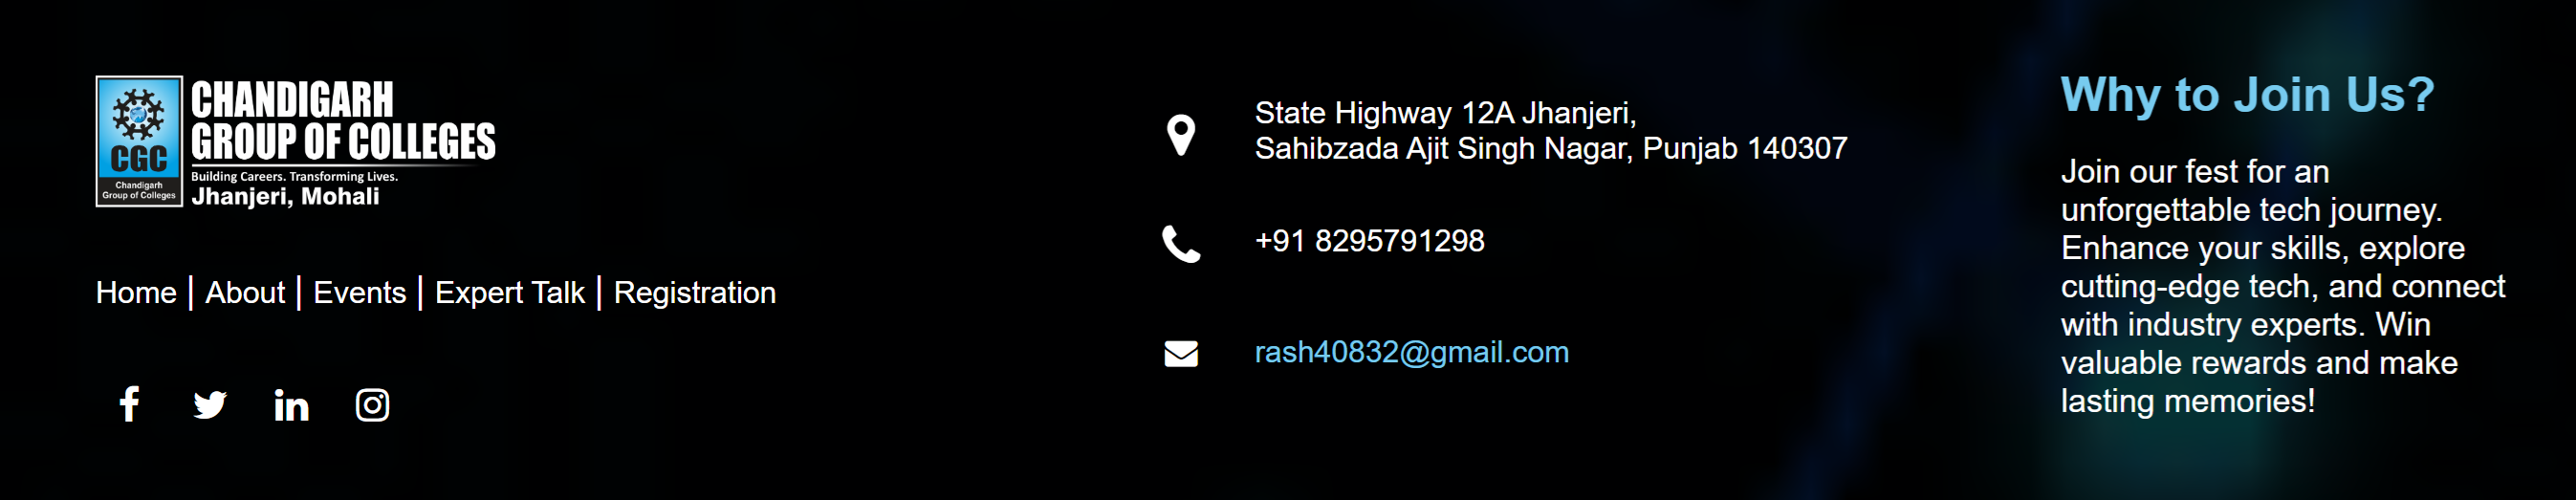 CHANDIGARH
GROUP OF COLLEGES
Building Careers. Transforming Lives.
Jhanjeri, Mohali
CGC
Chandigarh
Group of Colleges
Home | About | Events | Expert Talk | Registration
State Highway 12A Jhanjeri,
Sahibzada Ajit Singh Nagar, Punjab 140307
+91 8295791298
rash40832@gmail.com
Why to Join Us?
Join our fest for an
unforgettable tech journey.
Enhance your skills, explore
cutting-edge tech, and connect
with industry experts. Win
valuable rewards and make
lasting memories!